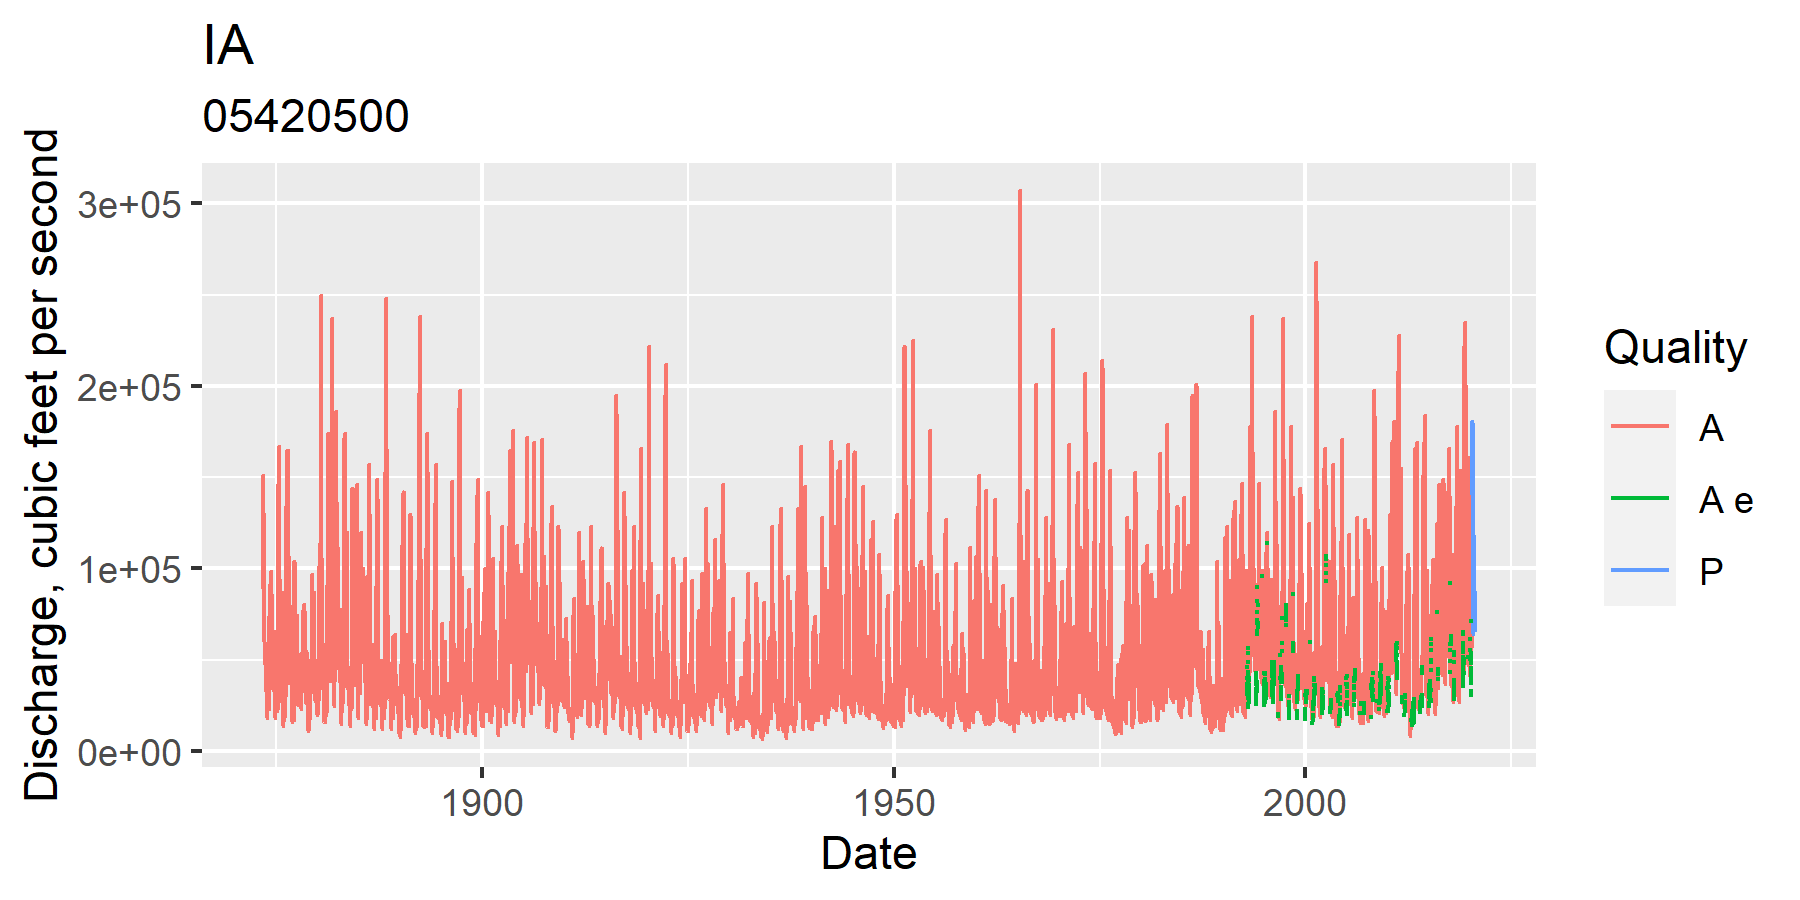 IA
05420500
Discharge, cubic feet per second
3e+05
2e+05
1e+05
0e+00
1900
1950
2000
Date
Quality
A
A e
P